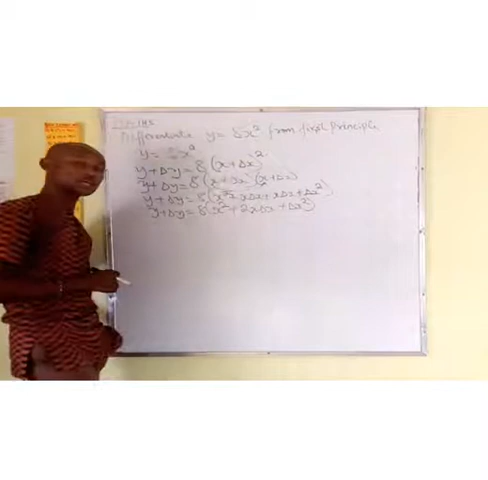 MATHS
Differentiate y = 8x² from first Principle
y = 8x²
y + Δy = 8(x + Δx)²
y + Δy = 8(x + Δx)(x + Δx)
y + Δy = 8(x² + xΔx + xΔx + Δx²)
y + Δy = 8(x² + 2xΔx + Δx²)